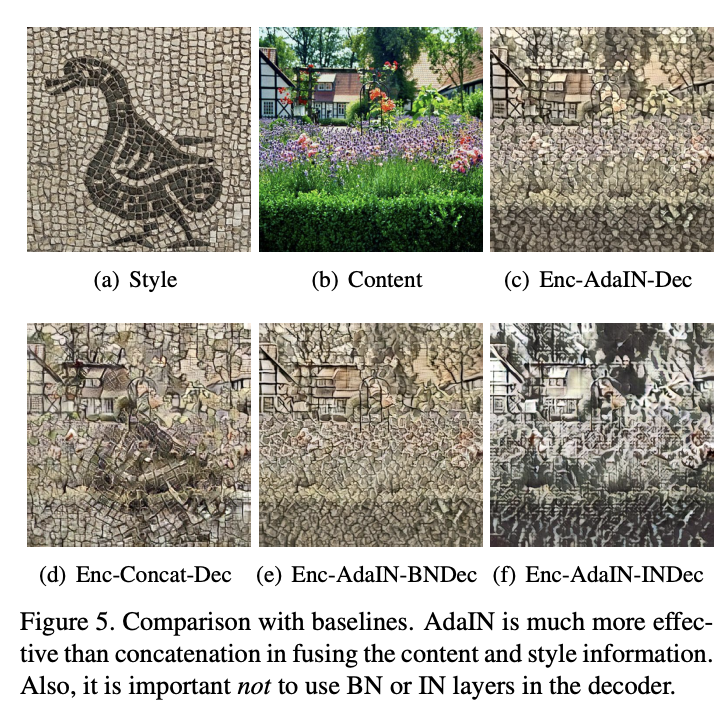 (a) Style
(b) Content
(c) Enc-AdaIN-Dec
(d) Enc-Concat-Dec
(e) Enc-AdaIN-BNDec
(f) Enc-AdaIN-INDec
Figure 5. Comparison with baselines. AdaIN is much more effec-
tive than concatenation in fusing the content and style information.
Also, it is important not to use BN or IN layers in the decoder.